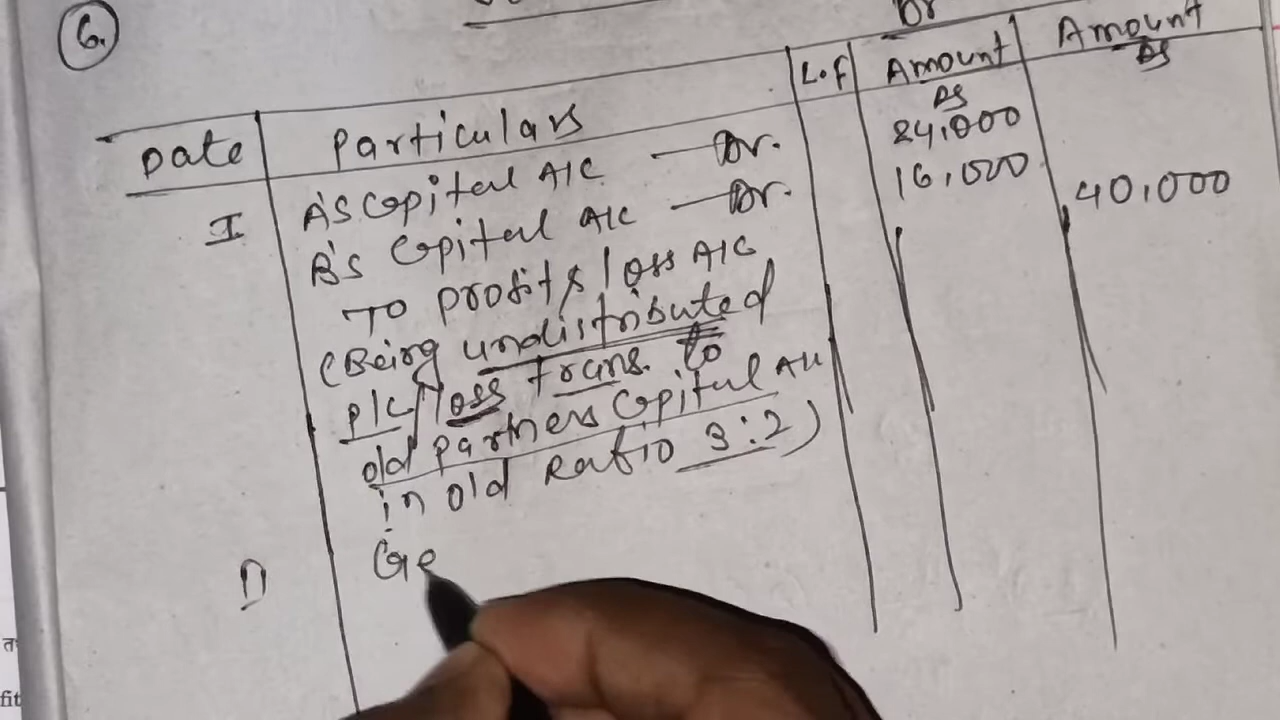 6.
Dr
Date Particulars L.F Amount Amount
Rs Rs
I A'S Capital A/C — Dr. 24,000
B's Capital A/C — Dr. 16,000
To profit & loss A/C 40,000
(Being undistributed
P/L loss trans. to
old partners Capital A/c
in old Ratio 3:2)
Ge
fit